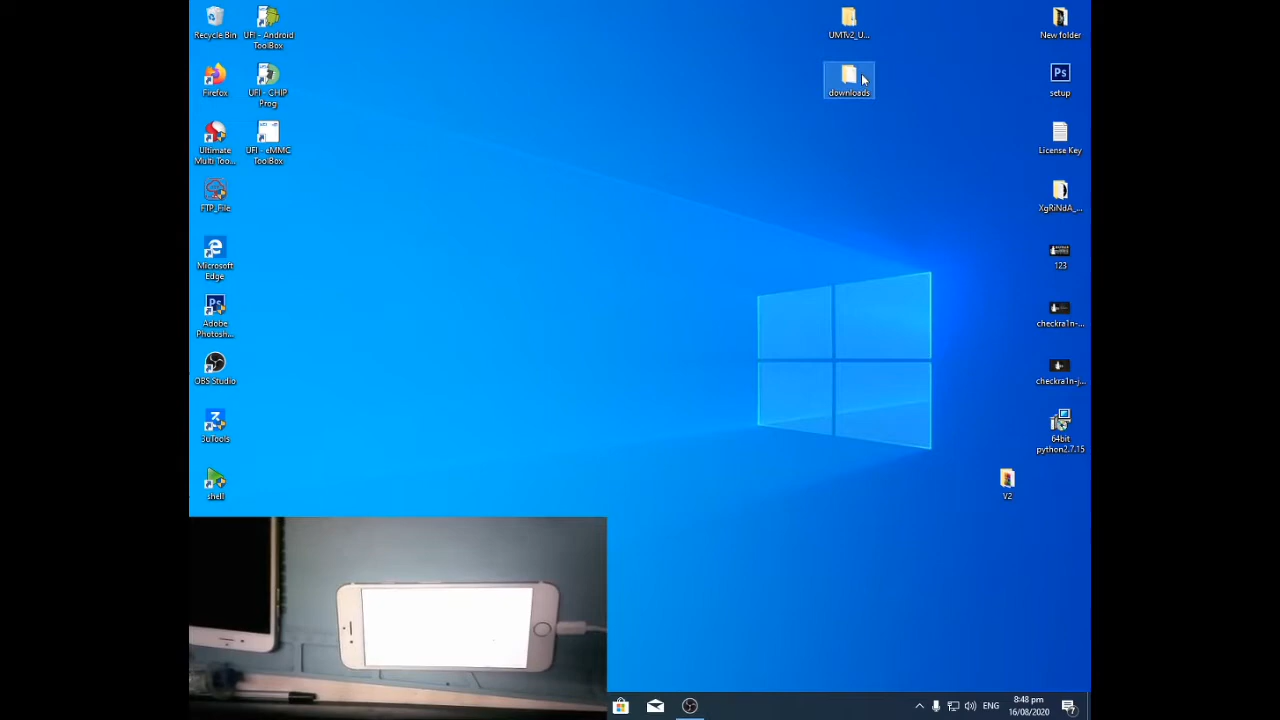 Recycle Bin
UFI - Android
ToolBox
Firefox
UFI - CHIP
Prog
Ultimate
Multi Too...
UFI - eMMC
ToolBox
FTP_File
Microsoft
Edge
Ps
Adobe
Photosh...
OBS Studio
3uTools
shell
UMTv2_U...
downloads
New folder
Ps
setup
License Key
XgRiNdA_...
123
checkra1n-...
checkra1n-j...
64bit
python2.7.15
V2
ENG
8:48 pm
16/08/2020